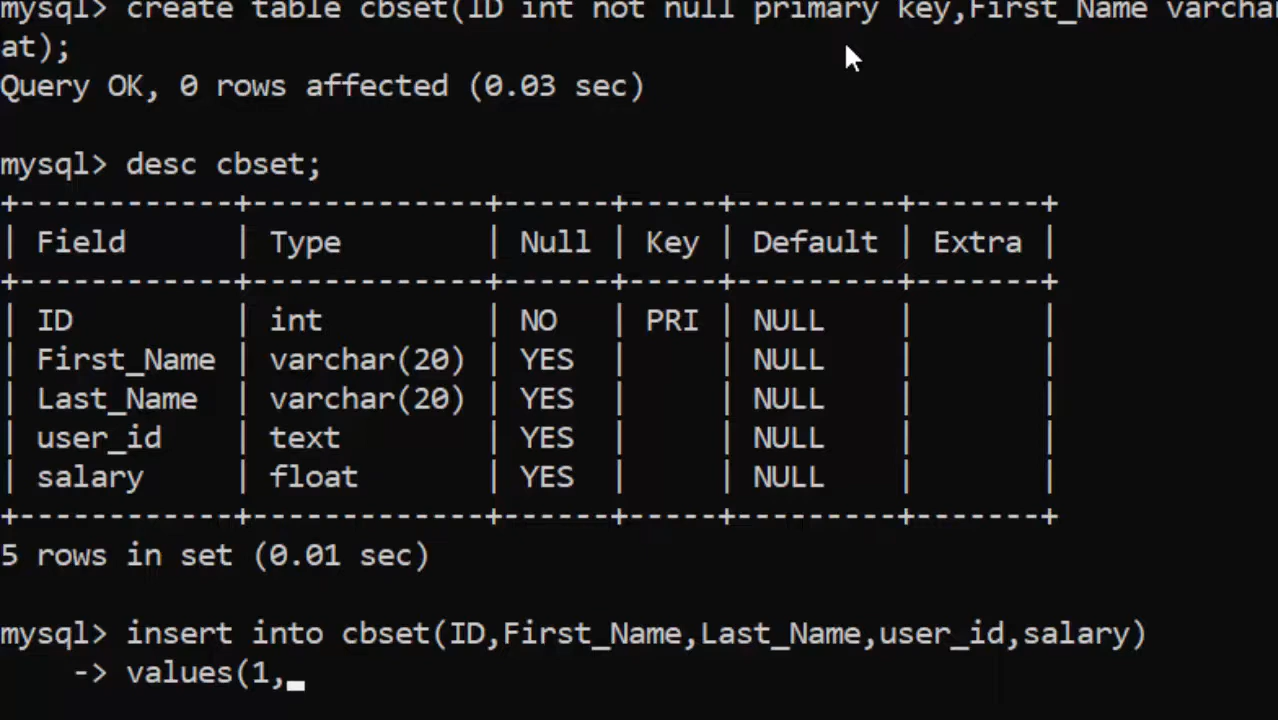 mysql> create table cbset(ID int not null primary key,First_Name varchar
at);
Query OK, 0 rows affected (0.03 sec)
mysql> desc cbset;
+------------+-------------+------+-----+---------+-------+
| Field      | Type        | Null | Key | Default | Extra |
+------------+-------------+------+-----+---------+-------+
| ID         | int         | NO   | PRI | NULL    |       |
| First_Name | varchar(20) | YES  |     | NULL    |       |
| Last_Name  | varchar(20) | YES  |     | NULL    |       |
| user_id    | text        | YES  |     | NULL    |       |
| salary     | float       | YES  |     | NULL    |       |
+------------+-------------+------+-----+---------+-------+
5 rows in set (0.01 sec)
mysql> insert into cbset(ID,First_Name,Last_Name,user_id,salary)
    -> values(1,